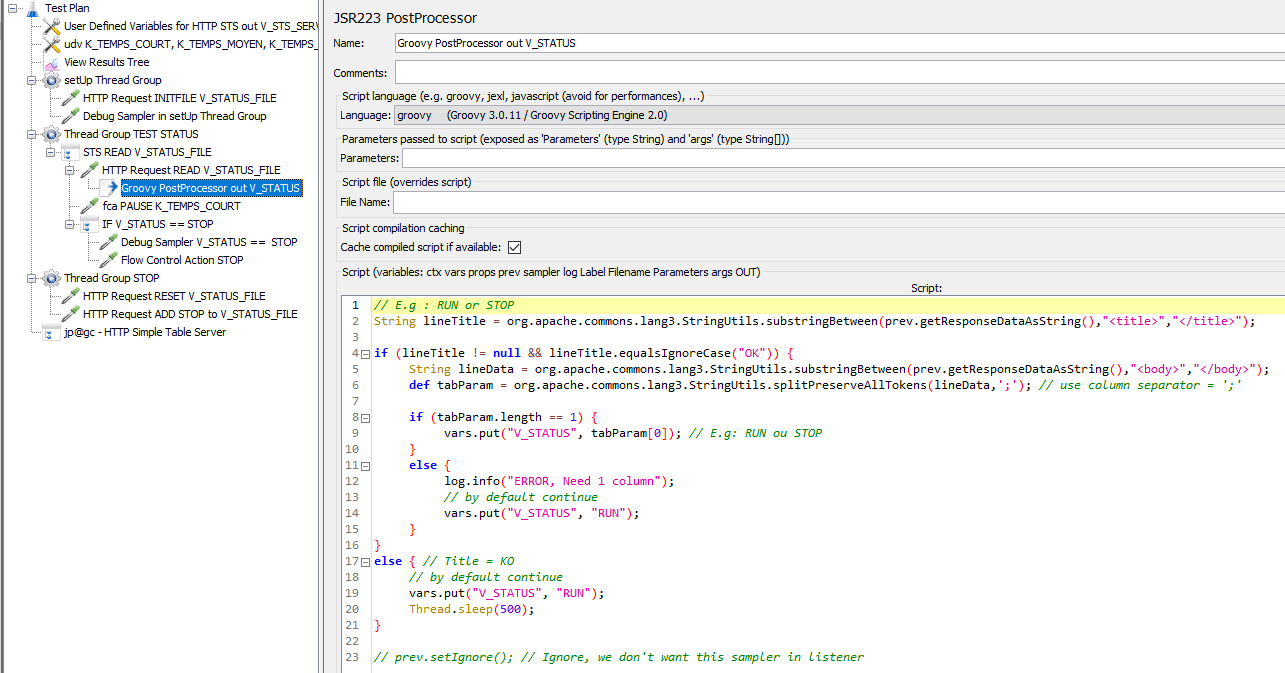 Test Plan
User Defined Variables for HTTP STS out V_STS_SERV
udv K_TEMPS_COURT, K_TEMPS_MOYEN, K_TEMPS_
View Results Tree
setUp Thread Group
HTTP Request INITFILE V_STATUS_FILE
Debug Sampler in setUp Thread Group
Thread Group TEST STATUS
STS READ V_STATUS_FILE
HTTP Request READ V_STATUS_FILE
Groovy PostProcessor out V_STATUS
fca PAUSE K_TEMPS_COURT
IF V_STATUS == STOP
Debug Sampler V_STATUS == STOP
Flow Control Action STOP
Thread Group STOP
HTTP Request RESET V_STATUS_FILE
HTTP Request ADD STOP to V_STATUS_FILE
jp@gc - HTTP Simple Table Server
JSR223 PostProcessor
Name: Groovy PostProcessor out V_STATUS
Comments:
Script language (e.g. groovy, jexl, javascript (avoid for performances), ...)
Language: groovy (Groovy 3.0.11 / Groovy Scripting Engine 2.0)
Parameters passed to script (exposed as 'Parameters' (type String) and 'args' (type String[]))
Parameters:
Script file (overrides script)
File Name:
Script compilation caching
Cache compiled script if available:
Script (variables: ctx vars props prev sampler log Label Filename Parameters args OUT)
Script:
1 // E.g : RUN or STOP
2 String lineTitle = org.apache.commons.lang3.StringUtils.substringBetween(prev.getResponseDataAsString(),"<title>","</title>");
3
4 if (lineTitle != null && lineTitle.equalsIgnoreCase("OK")) {
5 String lineData = org.apache.commons.lang3.StringUtils.substringBetween(prev.getResponseDataAsString(),"<body>","</body>");
6 def tabParam = org.apache.commons.lang3.StringUtils.splitPreserveAllTokens(lineData,';'); // use column separator = ';'
7
8 if (tabParam.length == 1) {
9 vars.put("V_STATUS", tabParam[0]); // E.g: RUN ou STOP
10 }
11 else {
12 log.info("ERROR, Need 1 column");
13 // by default continue
14 vars.put("V_STATUS", "RUN");
15 }
16 }
17 else { // Title = KO
18 // by default continue
19 vars.put("V_STATUS", "RUN");
20 Thread.sleep(500);
21 }
22
23 // prev.setIgnore(); // Ignore, we don't want this sampler in listener